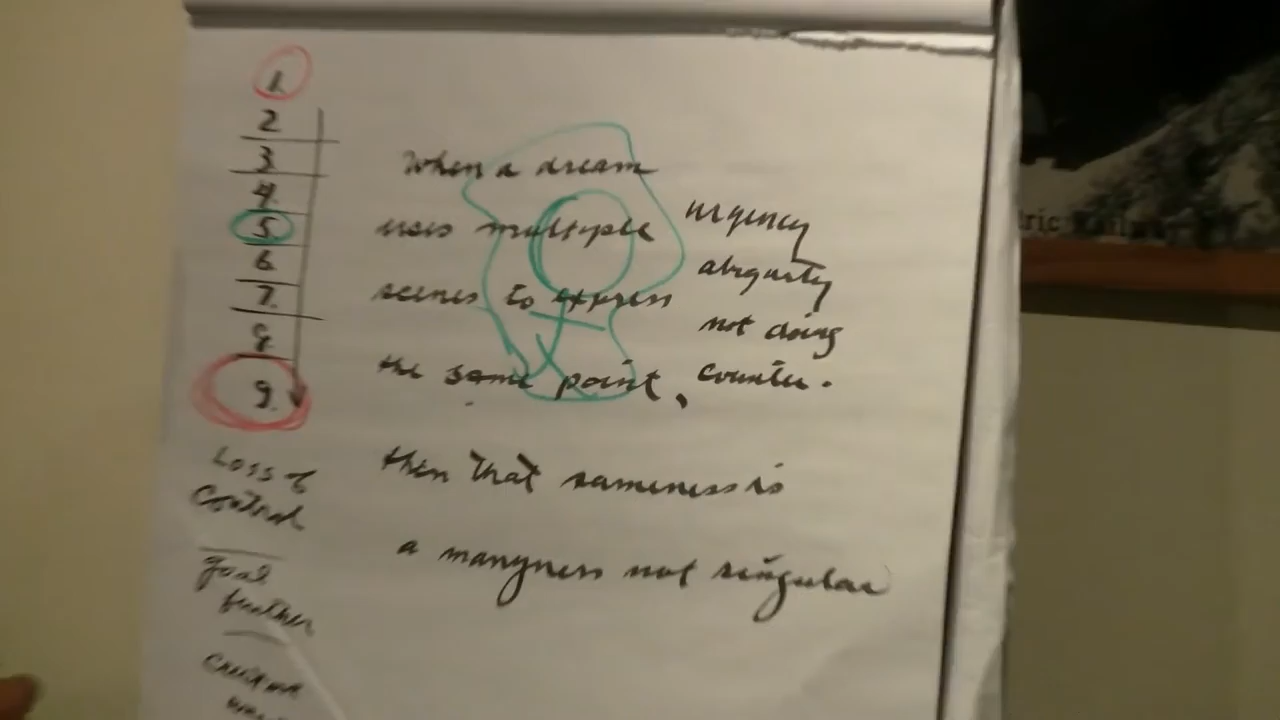 1.
2
3.
4.
5
6.
7.
8.
9.
Loss of
Control
goal
further
When a dream
uses multiple
scenes to express
the same point,
then that sameness is
a manyness not singular
urgency
not doing
counter.